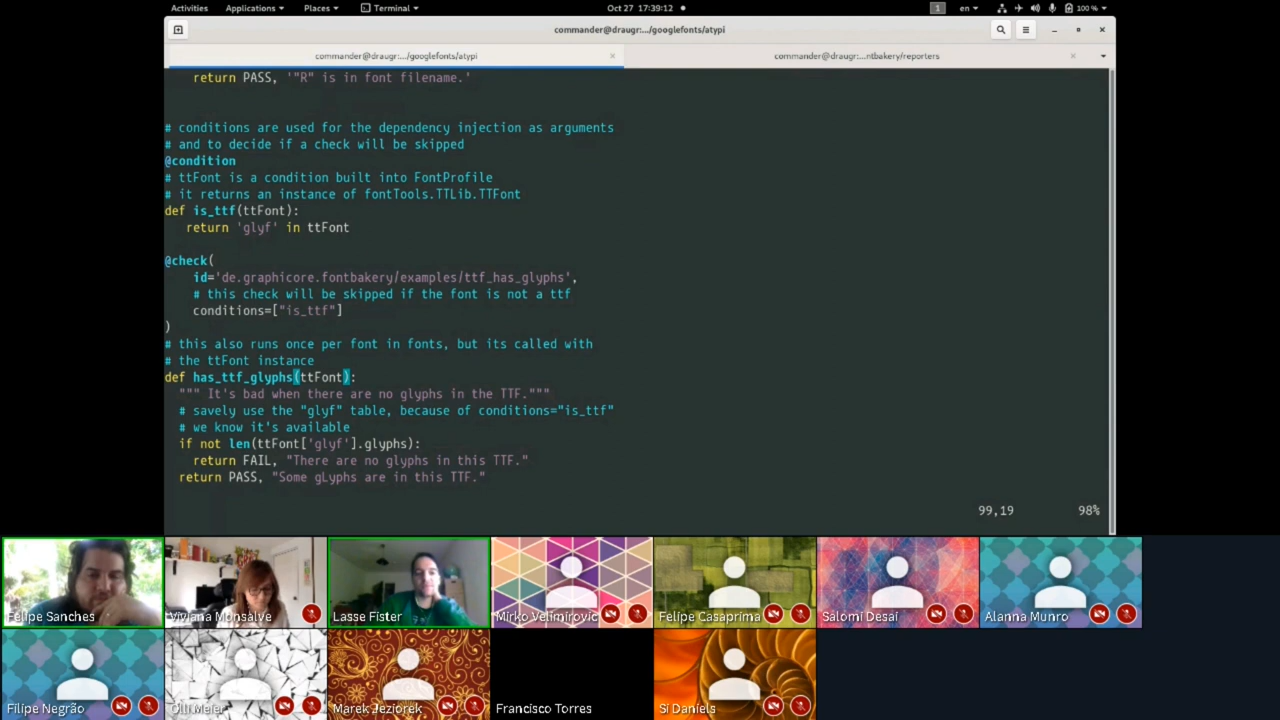 Activities Applications Places Terminal Oct 27 17:39:12 1 en 100 %
commander@draugr:.../googlefonts/atypi
commander@draugr:.../googlefonts/atypi commander@draugr:...ntbakery/reporters
return PASS, '"R" is in font filename.'
# conditions are used for the dependency injection as arguments
# and to decide if a check will be skipped
@condition
# ttFont is a condition built into FontProfile
# it returns an instance of fontTools.TTLib.TTFont
def is_ttf(ttFont):
return 'glyf' in ttFont
@check(
id='de.graphicore.fontbakery/examples/ttf_has_glyphs',
# this check will be skipped if the font is not a ttf
conditions=["is_ttf"]
)
# this also runs once per font in fonts, but its called with
# the ttFont instance
def has_ttf_glyphs(ttFont):
""" It's bad when there are no glyphs in the TTF."""
# savely use the "glyf" table, because of conditions="is_ttf"
# we know it's available
if not len(ttFont['glyf'].glyphs):
return FAIL, "There are no glyphs in this TTF."
return PASS, "Some gLyphs are in this TTF."
99,19 98%
Felipe Sanches Viviana Monsalve Lasse Fister Mirko Velimirovic Felipe Casaprima Salomi Desai Alanna Munro
Filipe Negrão Olli Meier Marek Jeziorek Francisco Torres Si Daniels